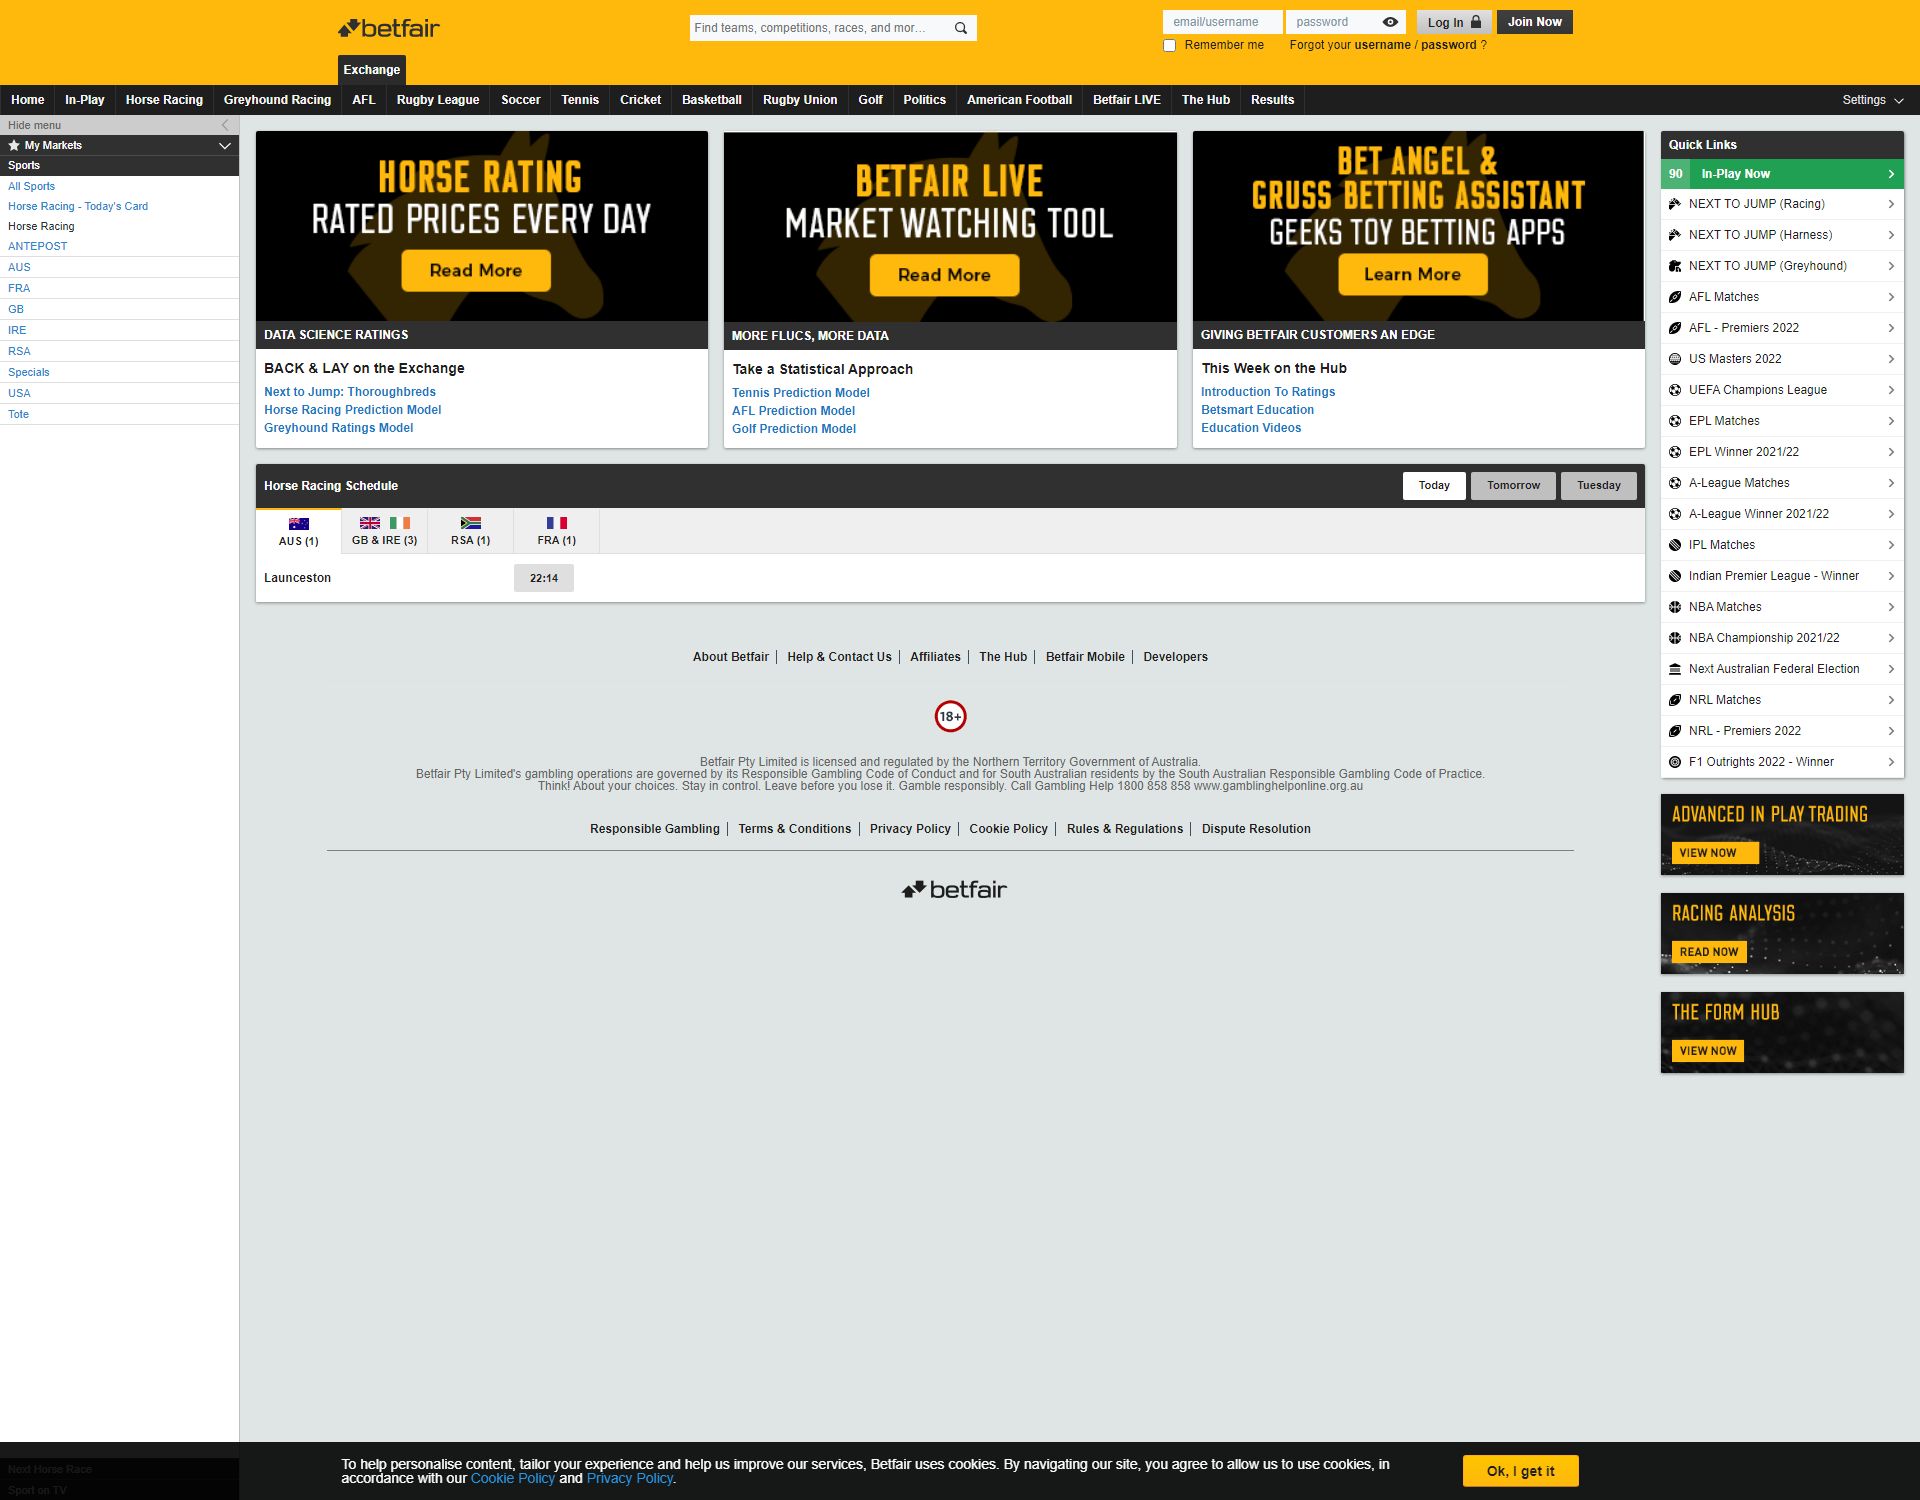 betfair
Find teams, competitions, races, and mor…
email/username
password
Log In
Join Now
Remember me
Forgot your username / password ?
Exchange
Home
In-Play
Horse Racing
Greyhound Racing
AFL
Rugby League
Soccer
Tennis
Cricket
Basketball
Rugby Union
Golf
Politics
American Football
Betfair LIVE
The Hub
Results
Settings
Hide menu
My Markets
Sports
All Sports
Horse Racing - Today's Card
Horse Racing
ANTEPOST
AUS
FRA
GB
IRE
RSA
Specials
USA
Tote
Next Horse Race
Sport on TV
HORSE RATING
RATED PRICES EVERY DAY
Read More
DATA SCIENCE RATINGS
BACK & LAY on the Exchange
Next to Jump: Thoroughbreds
Horse Racing Prediction Model
Greyhound Ratings Model
BETFAIR LIVE
MARKET WATCHING TOOL
Read More
MORE FLUCS, MORE DATA
Take a Statistical Approach
Tennis Prediction Model
AFL Prediction Model
Golf Prediction Model
BET ANGEL &
GRUSS BETTING ASSISTANT
GEEKS TOY BETTING APPS
Learn More
GIVING BETFAIR CUSTOMERS AN EDGE
This Week on the Hub
Introduction To Ratings
Betsmart Education
Education Videos
Horse Racing Schedule
Today
Tomorrow
Tuesday
AUS (1)
GB & IRE (3)
RSA (1)
FRA (1)
Launceston
22:14
About Betfair
Help & Contact Us
Affiliates
The Hub
Betfair Mobile
Developers
18+
Betfair Pty Limited is licensed and regulated by the Northern Territory Government of Australia.
Betfair Pty Limited's gambling operations are governed by its Responsible Gambling Code of Conduct and for South Australian residents by the South Australian Responsible Gambling Code of Practice.
Think! About your choices. Stay in control. Leave before you lose it. Gamble responsibly. Call Gambling Help 1800 858 858 www.gamblinghelponline.org.au
Responsible Gambling
Terms & Conditions
Privacy Policy
Cookie Policy
Rules & Regulations
Dispute Resolution
betfair
Quick Links
90 In-Play Now
NEXT TO JUMP (Racing)
NEXT TO JUMP (Harness)
NEXT TO JUMP (Greyhound)
AFL Matches
AFL - Premiers 2022
US Masters 2022
UEFA Champions League
EPL Matches
EPL Winner 2021/22
A-League Matches
A-League Winner 2021/22
IPL Matches
Indian Premier League - Winner
NBA Matches
NBA Championship 2021/22
Next Australian Federal Election
NRL Matches
NRL - Premiers 2022
F1 Outrights 2022 - Winner
ADVANCED IN PLAY TRADING
VIEW NOW
RACING ANALYSIS
READ NOW
THE FORM HUB
VIEW NOW
To help personalise content, tailor your experience and help us improve our services, Betfair uses cookies. By navigating our site, you agree to allow us to use cookies, in
accordance with our Cookie Policy and Privacy Policy.
Ok, I get it